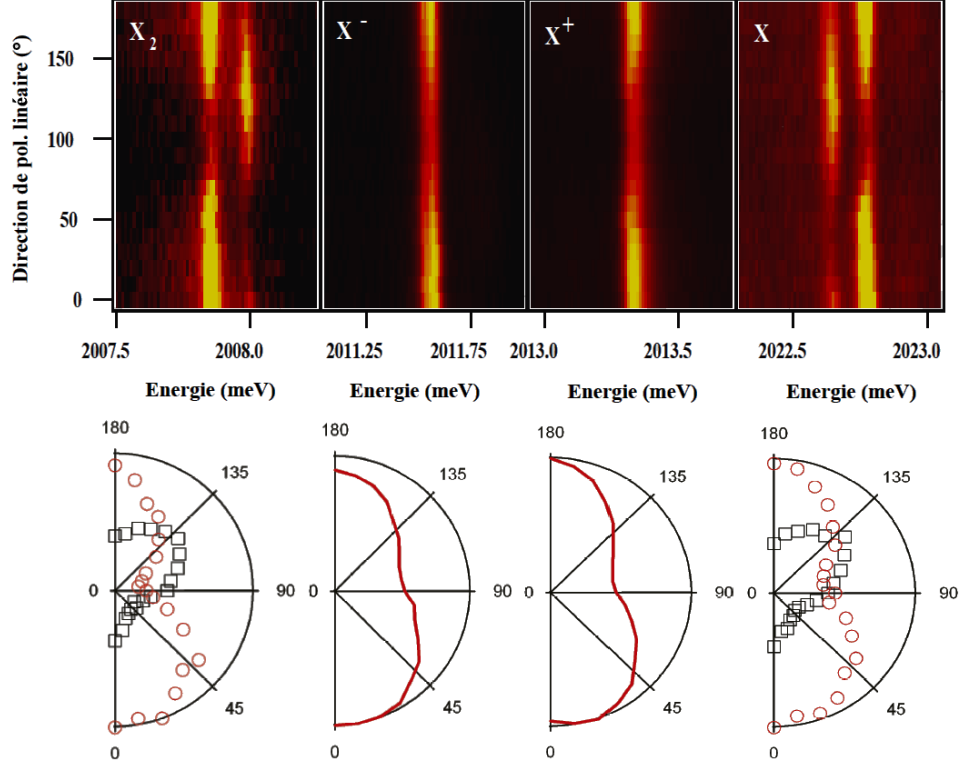 X2
X-
X+
X
Direction de pol. linéaire (°)
150
100
50
0
2007.5 2008.0 2011.25 2011.75 2013.0 2013.5 2022.5 2023.0
Energie (meV) Energie (meV) Energie (meV) Energie (meV)
180 180 180 180
135 135 135 135
0 90 0 90 0 90 0 90
45 45 45 45
0 0 0 0